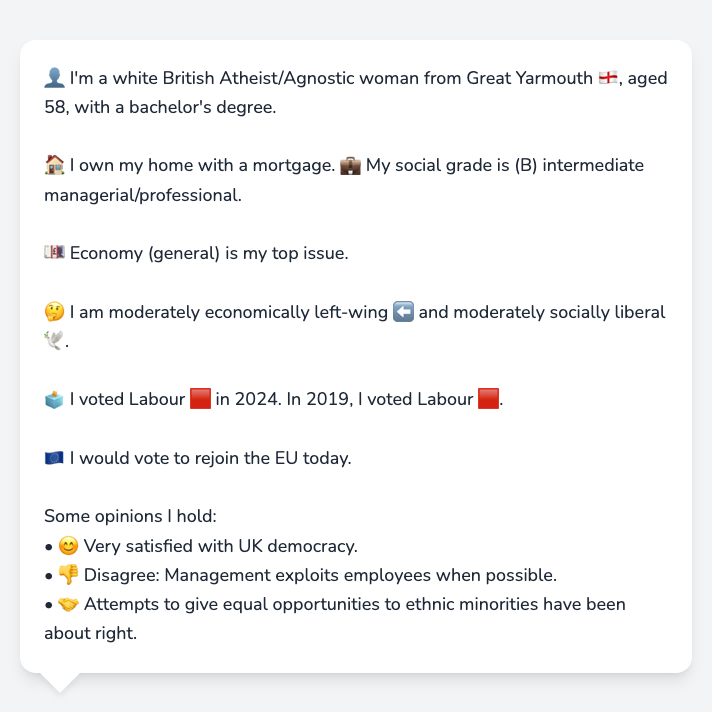 👤 I'm a white British Atheist/Agnostic woman from Great Yarmouth 🏴󠁧󠁢󠁥󠁮󠁧󠁿, aged
58, with a bachelor's degree.
🏠 I own my home with a mortgage. 💼 My social grade is (B) intermediate
managerial/professional.
💷 Economy (general) is my top issue.
🤔 I am moderately economically left-wing ⬅️ and moderately socially liberal
🕊️.
🗳️ I voted Labour 🟥 in 2024. In 2019, I voted Labour 🟥.
🇪🇺 I would vote to rejoin the EU today.
Some opinions I hold:
• 😊 Very satisfied with UK democracy.
• 👎 Disagree: Management exploits employees when possible.
• 🤝 Attempts to give equal opportunities to ethnic minorities have been
about right.